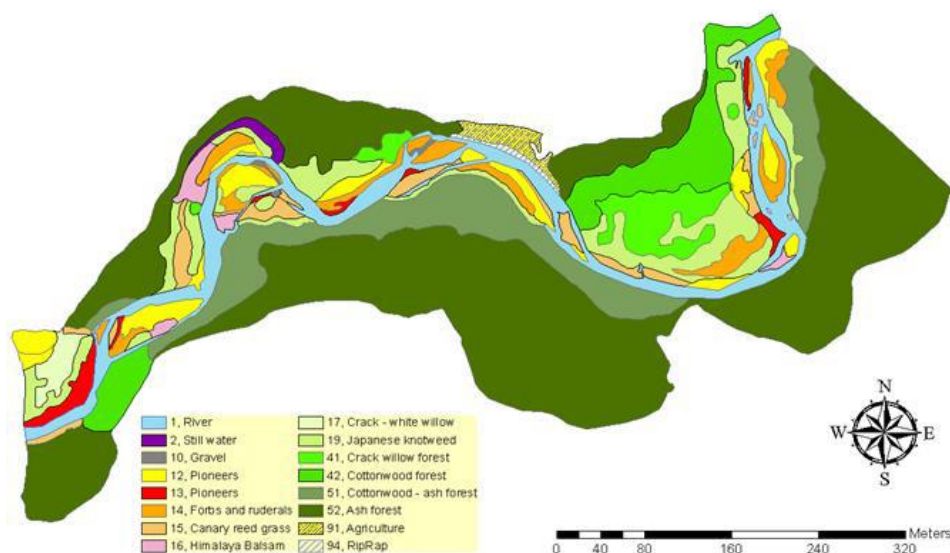 N
W
E
S
1, River
2, Still water
10, Gravel
12, Pioneers
13, Pioneers
14, Forbs and ruderals
15, Canary reed grass
16, Himalaya Balsam
17, Crack - white willow
19, Japanese knotweed
41, Crack willow forest
42, Cottonwood forest
51, Cottonwood - ash forest
52, Ash forest
91, Agriculture
94, RipRap
Meters
0 40 80 160 240 320